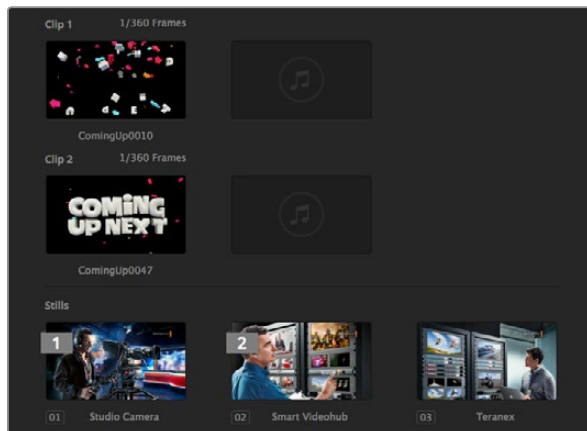 Clip 1 1/360 Frames
ComingUp0010
Clip 2 1/360 Frames
COMING
UP NEXT
ComingUp0047
Stills
1 2
01 Studio Camera 02 Smart Videohub 03 Teranex